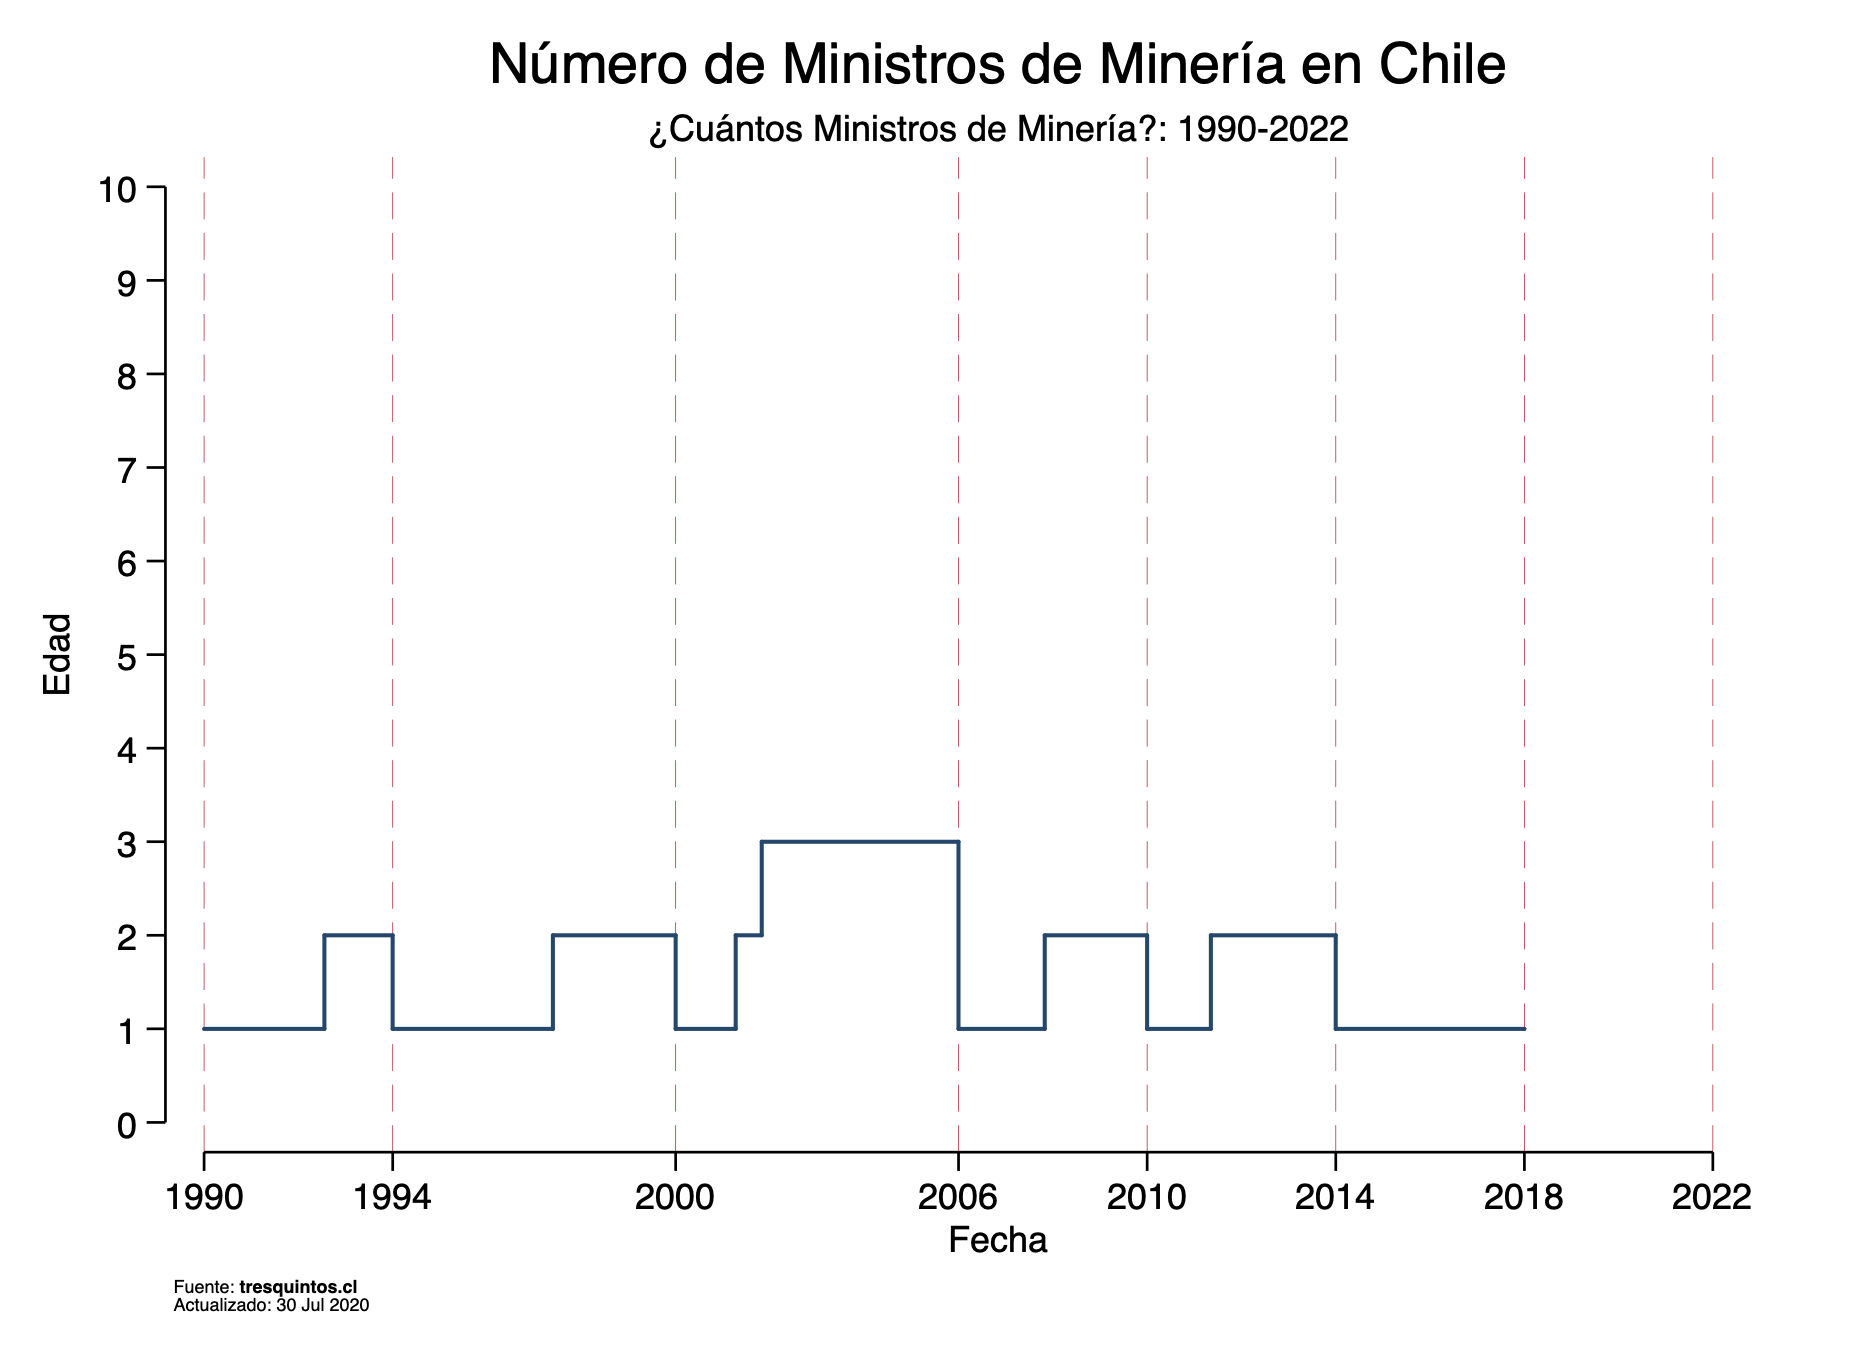 Número de Ministros de Minería en Chile
¿Cuántos Ministros de Minería?: 1990-2022
10
9
8
7
6
5
4
3
2
1
0
Edad
1990 1994 2000 2006 2010 2014 2018 2022
Fecha
Fuente: tresquintos.cl
Actualizado: 30 Jul 2020